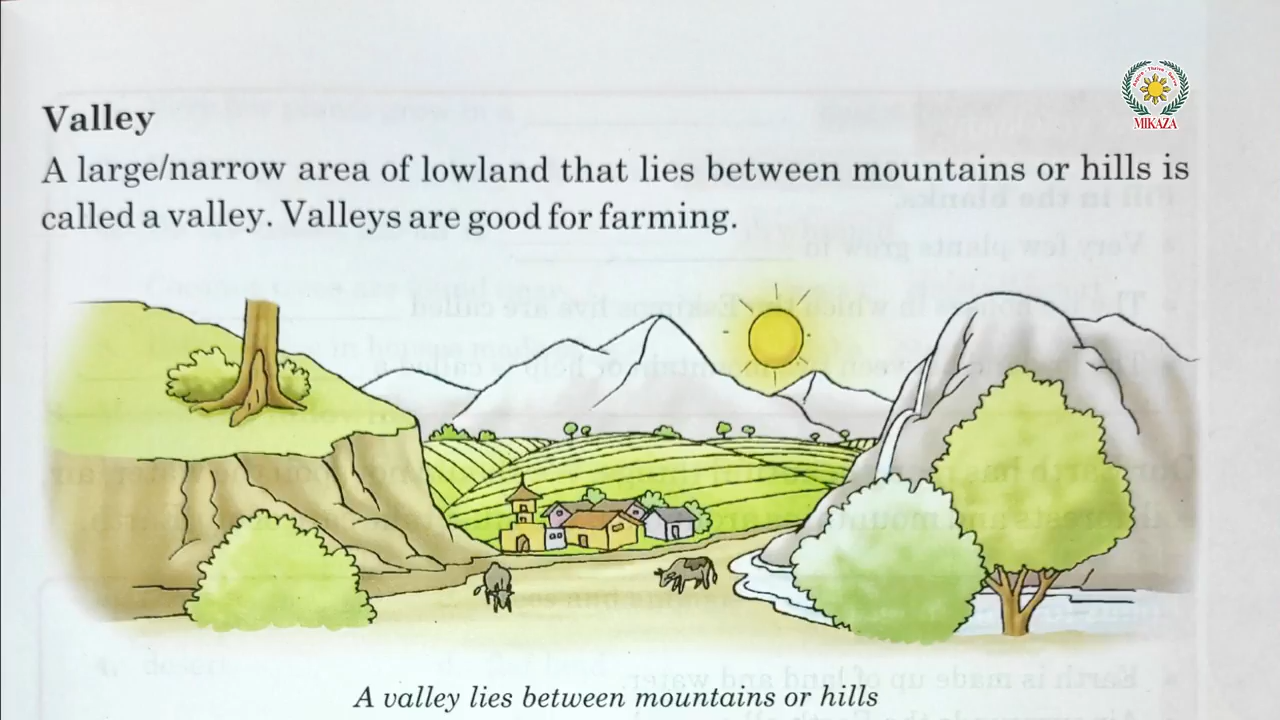 MIKAZA
Valley
A large/narrow area of lowland that lies between mountains or hills is
called a valley. Valleys are good for farming.
A valley lies between mountains or hills